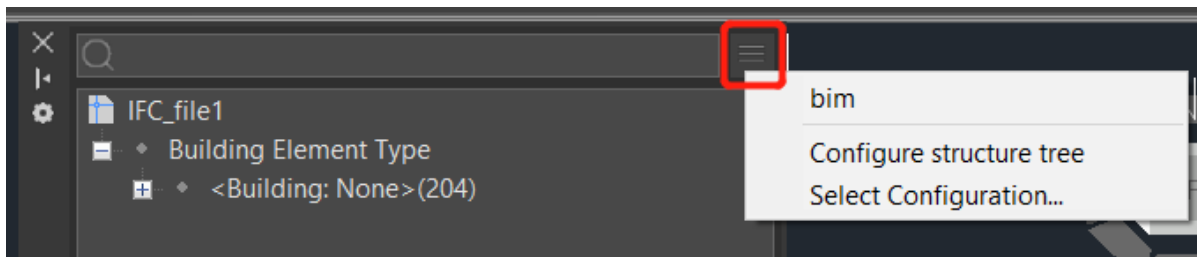 IFC_file1
Building Element Type
<Building: None>(204)
bim
Configure structure tree
Select Configuration...